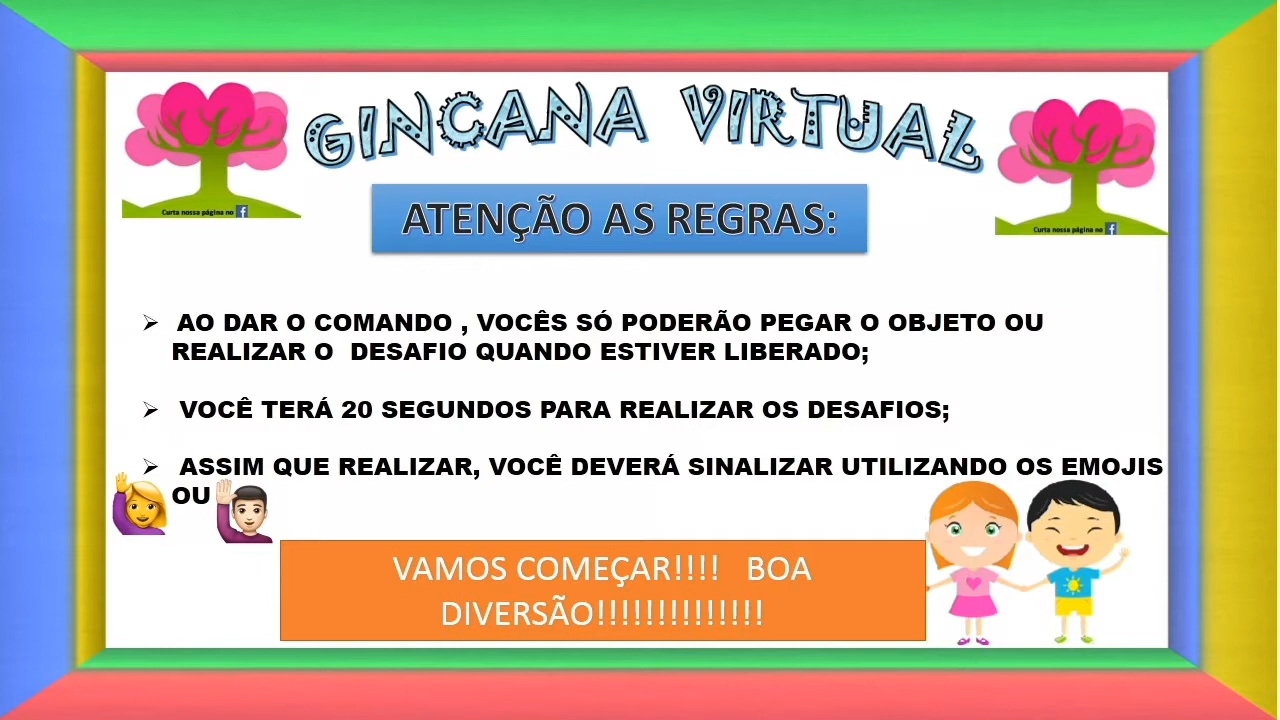 GINCANA VIRTUAL
Curta nossa página no f
Curta nossa página no f
ATENÇÃO AS REGRAS:
AO DAR O COMANDO , VOCÊS SÓ PODERÃO PEGAR O OBJETO OU
REALIZAR O DESAFIO QUANDO ESTIVER LIBERADO;
VOCÊ TERÁ 20 SEGUNDOS PARA REALIZAR OS DESAFIOS;
ASSIM QUE REALIZAR, VOCÊ DEVERÁ SINALIZAR UTILIZANDO OS EMOJIS
OU
VAMOS COMEÇAR!!!! BOA
DIVERSÃO!!!!!!!!!!!!!!